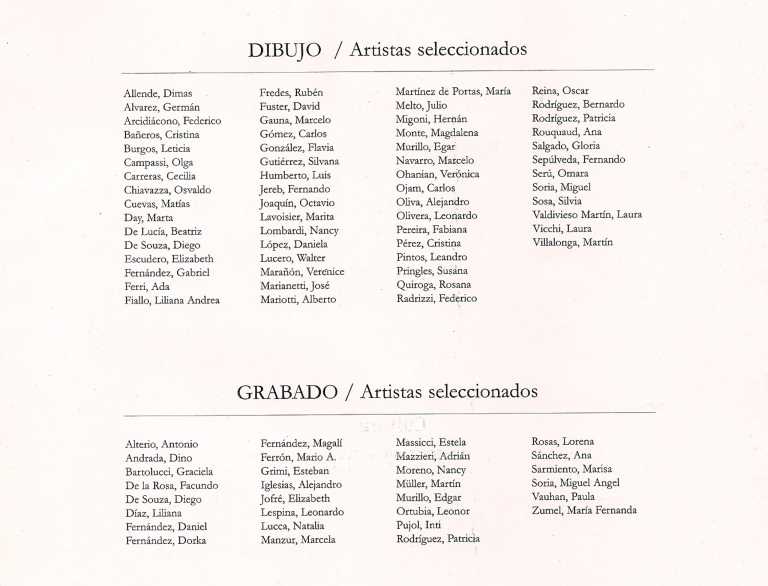 DIBUJO / Artistas seleccionados
Allende, Dimas
Alvarez, Germán
Arcidiácono, Federico
Bañeros, Cristina
Burgos, Leticia
Campassi, Olga
Carreras, Cecilia
Chiavazza, Osvaldo
Cuevas, Matías
Day, Marta
De Lucía, Beatriz
De Souza, Diego
Escudero, Elizabeth
Fernández, Gabriel
Ferri, Ada
Fiallo, Liliana Andrea
Fredes, Rubén
Fuster, David
Gauna, Marcelo
Gómez, Carlos
González, Flavia
Gutiérrez, Silvana
Humberto, Luis
Jereb, Fernando
Joaquín, Octavio
Lavoisier, Marita
Lombardi, Nancy
López, Daniela
Lucero, Walter
Marañón, Verenice
Marianetti, José
Mariotti, Alberto
Martínez de Portas, María
Melto, Julio
Migoni, Hernán
Monte, Magdalena
Murillo, Egar
Navarro, Marcelo
Ohanian, Verónica
Ojam, Carlos
Oliva, Alejandro
Olivera, Leonardo
Pereira, Fabiana
Pérez, Cristina
Pintos, Leandro
Pringles, Susana
Quiroga, Rosana
Radrizzi, Federico
Reina, Oscar
Rodríguez, Bernardo
Rodríguez, Patricia
Rouquaud, Ana
Salgado, Gloria
Sepúlveda, Fernando
Serú, Omara
Soria, Miguel
Sosa, Silvia
Valdivieso Martín, Laura
Vicchi, Laura
Villalonga, Martín
GRABADO / Artistas seleccionados
Alterio, Antonio
Andrada, Dino
Bartolucci, Graciela
De la Rosa, Facundo
De Souza, Diego
Díaz, Liliana
Fernández, Daniel
Fernández, Dorka
Fernández, Magalí
Ferrón, Mario A.
Grimi, Esteban
Iglesias, Alejandro
Jofré, Elizabeth
Lespina, Leonardo
Lucca, Natalia
Manzur, Marcela
Massicci, Estela
Mazzieri, Adrián
Moreno, Nancy
Müller, Martín
Murillo, Edgar
Ortubia, Leonor
Pujol, Inti
Rodríguez, Patricia
Rosas, Lorena
Sánchez, Ana
Sarmiento, Marisa
Soria, Miguel Angel
Vauhan, Paula
Zumel, María Fernanda